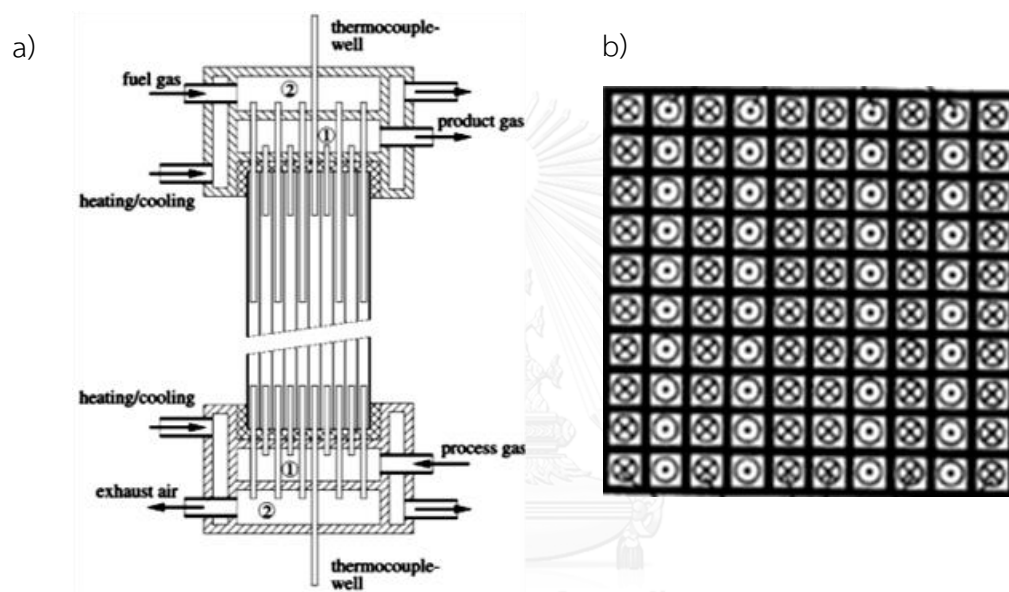 a)
thermocouple-
well
b)
fuel gas
②
①
product gas
heating/cooling
heating/cooling
process gas
①
exhaust air
②
thermocouple-
well